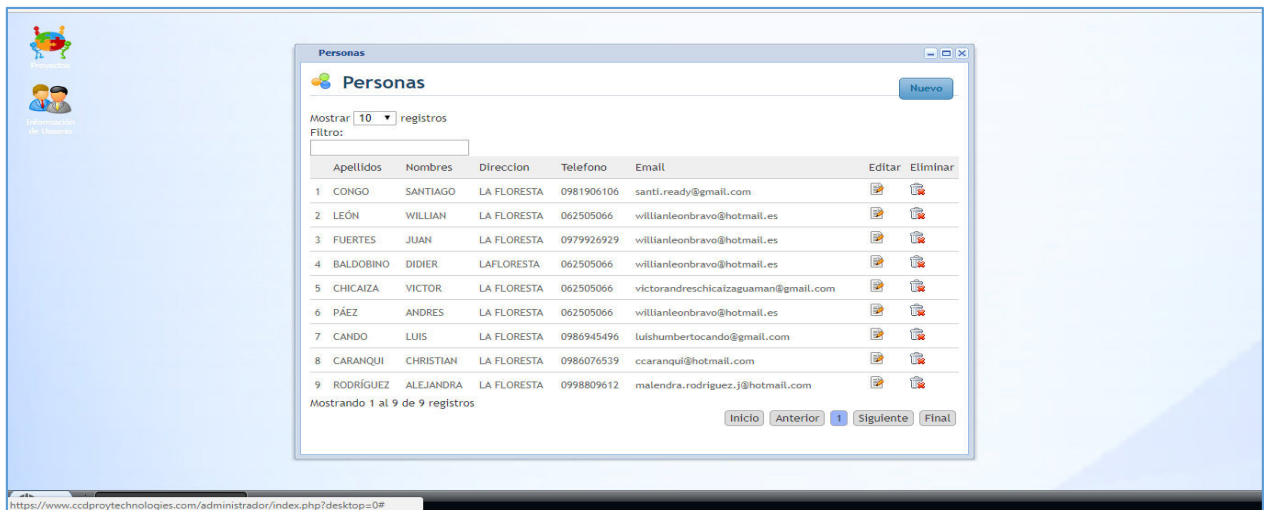 Proyectos
Información
de Usuario
Personas
Personas
Nuevo
Mostrar 10 registros
Filtro:
Apellidos Nombres Direccion Telefono Email Editar Eliminar
1 CONGO SANTIAGO LA FLORESTA 0981906106 santi.ready@gmail.com
2 LEÓN WILLIAN LA FLORESTA 062505066 willianleonbravo@hotmail.es
3 FUERTES JUAN LA FLORESTA 0979926929 willianleonbravo@hotmail.es
4 BALDOBINO DIDIER LAFLORESTA 062505066 willianleonbravo@hotmail.es
5 CHICAIZA VICTOR LA FLORESTA 062505066 victorandreschicaizaguaman@gmail.com
6 PÁEZ ANDRES LA FLORESTA 062505066 willianleonbravo@hotmail.es
7 CANDO LUIS LA FLORESTA 0986945496 luishumbertocando@gmail.com
8 CARANQUI CHRISTIAN LA FLORESTA 0986076539 ccaranqui@hotmail.com
9 RODRÍGUEZ ALEJANDRA LA FLORESTA 0998809612 malendra.rodriguez.j@hotmail.com
Mostrando 1 al 9 de 9 registros
Inicio Anterior 1 Siguiente Final
https://www.ccdproytechnologies.com/administrador/index.php?desktop=0#